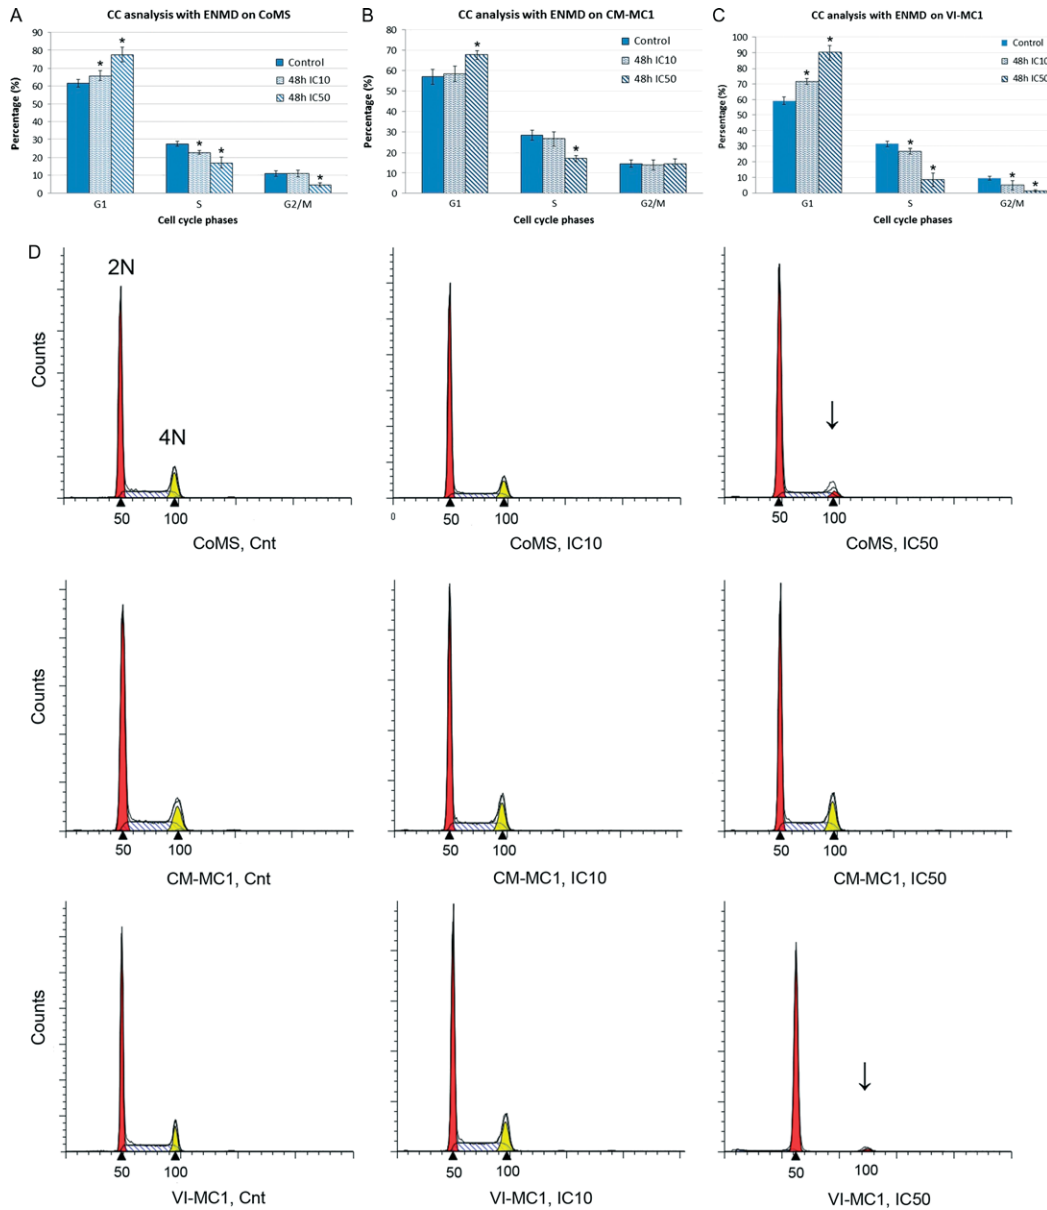 A
CC asnalysis with ENMD on CoMS
Percentage (%)
90
80
70
60
50
40
30
20
10
0
* * * * *
Control
48h IC10
48h IC50
G1 S G2/M
Cell cycle phases
B
CC analysis with ENMD on CM-MC1
Percentage (%)
80
70
60
50
40
30
20
10
0
* *
Control
48h IC10
48h IC50
G1 S G2/M
Cell cycle phases
C
CC analysis with ENMD on VI-MC1
Persentage (%)
100
90
80
70
60
50
40
30
20
10
0
* * * * * *
Control
48h IC10
48h IC50
G1 S G2/M
Cell cycle phases
D
2N
4N
Counts
50 100
CoMS, Cnt
0 50 100
CoMS, IC10
↓
50 100
CoMS, IC50
Counts
50 100
CM-MC1, Cnt
50 100
CM-MC1, IC10
50 100
CM-MC1, IC50
Counts
50 100
VI-MC1, Cnt
50 100
VI-MC1, IC10
↓
50 100
VI-MC1, IC50